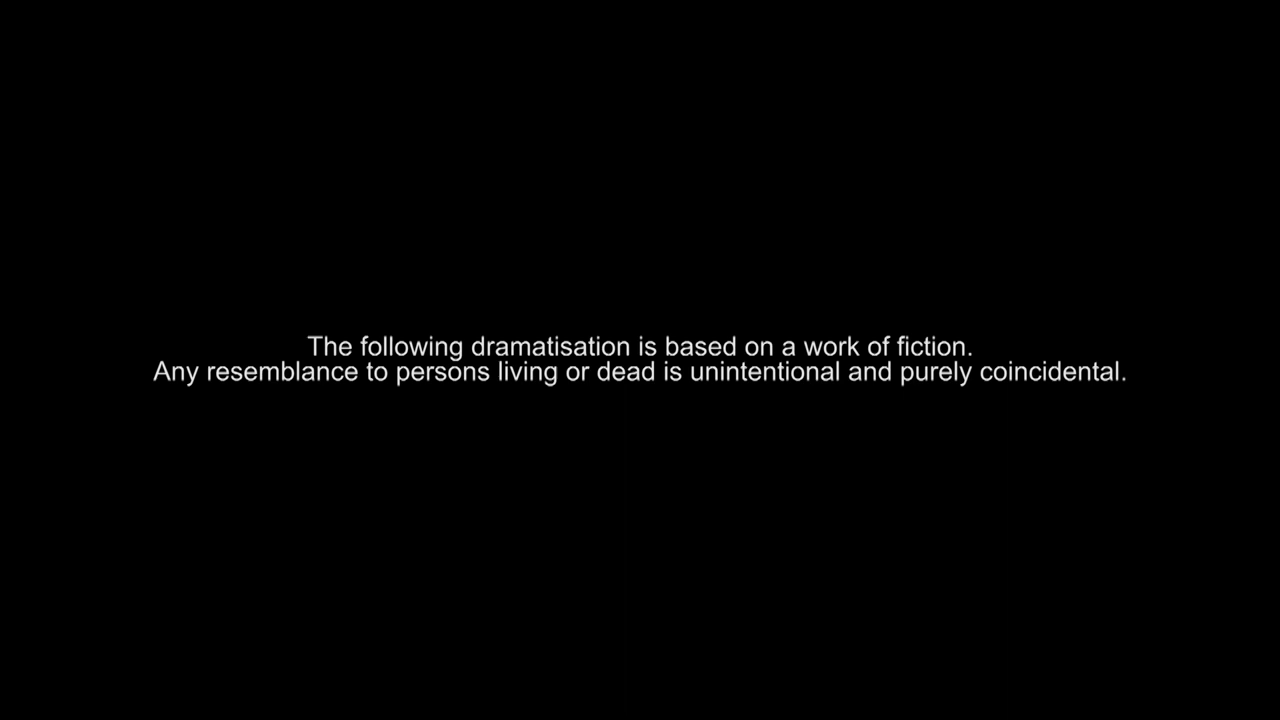 The following dramatisation is based on a work of fiction.
Any resemblance to persons living or dead is unintentional and purely coincidental.